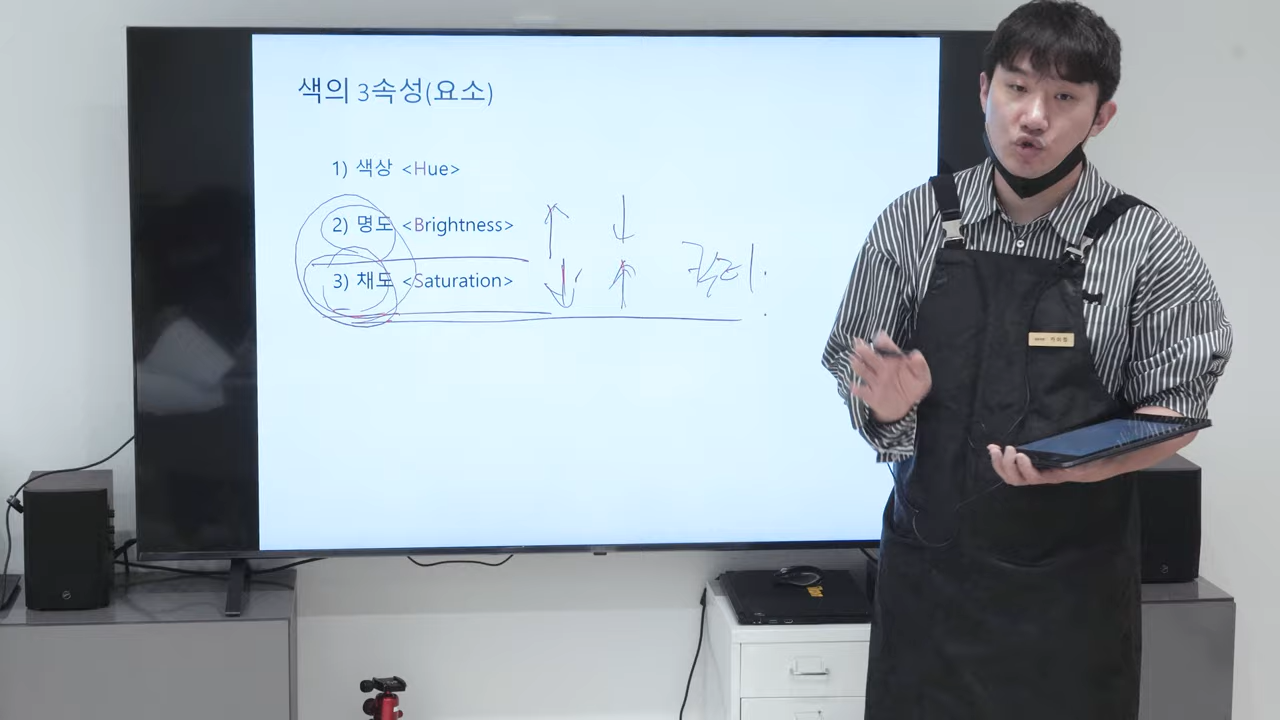 색의 3속성(요소)
1) 색상 <Hue>
2) 명도 <Brightness>
3) 채도 <Saturation>